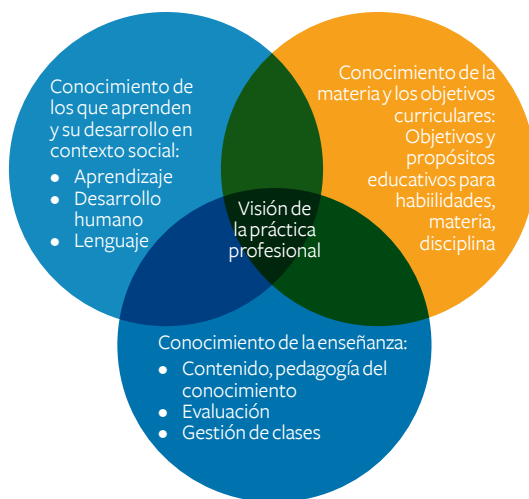 Conocimiento de
los que aprenden
y su desarrollo en
contexto social:
● Aprendizaje
● Desarrollo
humano
● Lenguaje
Conocimiento de la
materia y los objetivos
curriculares:
Objetivos y
propósitos
educativos para
habiilidades,
materia,
disciplina
Visión de
la práctica
profesional
Conocimiento de la enseñanza:
● Contenido, pedagogía del
conocimiento
● Evaluación
● Gestión de clases